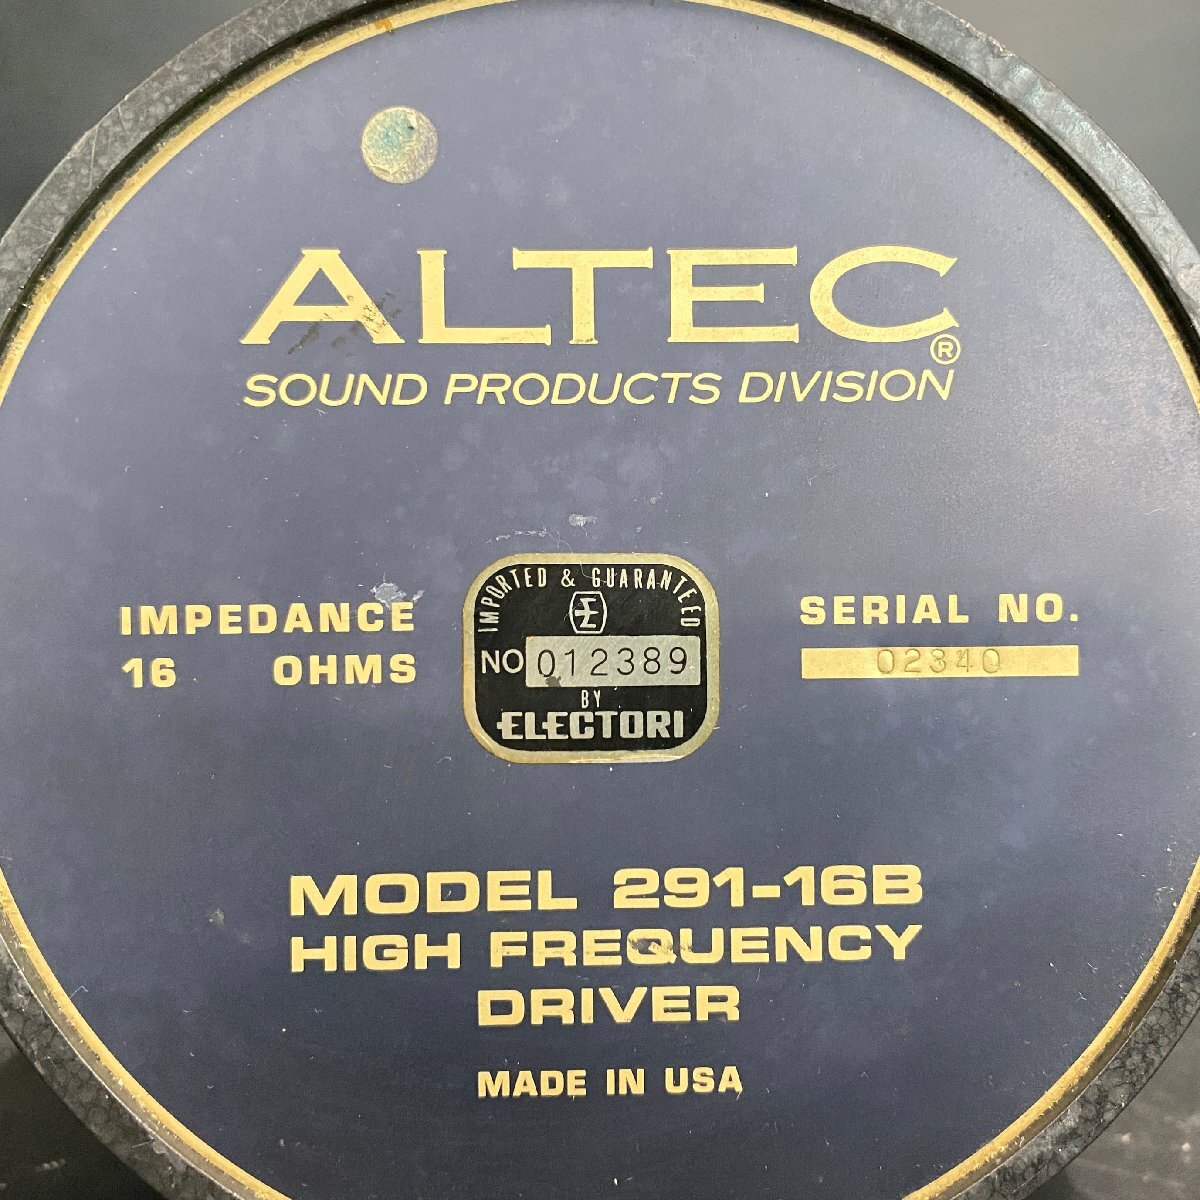 ALTEC®
SOUND PRODUCTS DIVISION
IMPEDANCE
16 OHMS
IMPORTED & GUARANTEED
E
NO 012389
BY
ELECTORI
SERIAL NO.
02340
MODEL 291-16B
HIGH FREQUENCY
DRIVER
MADE IN USA